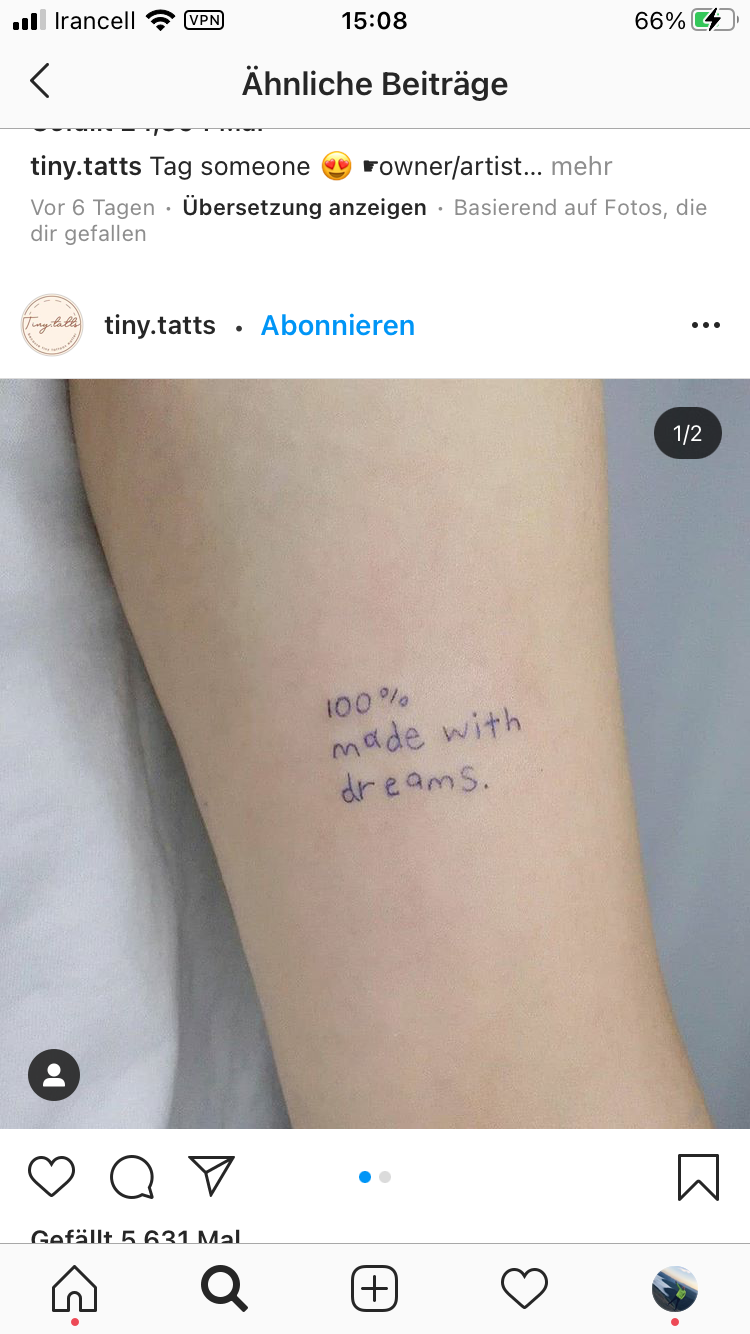 Irancell VPN 15:08 66%
Ähnliche Beiträge
tiny.tatts Tag someone 😍 ☛owner/artist... mehr
Vor 6 Tagen · Übersetzung anzeigen · Basierend auf Fotos, die
dir gefallen
Tiny.tatts
tiny.tatts • Abonnieren
1/2
100%
made with
dreams.
Gefällt 5.631 Mal